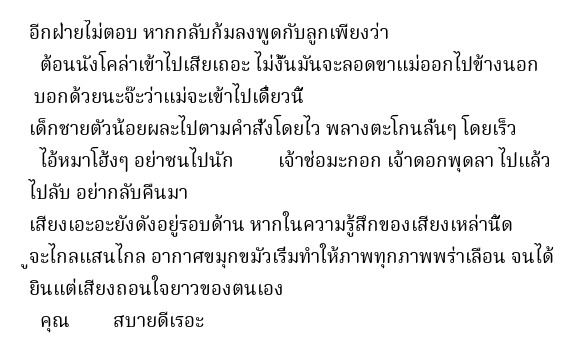 อีกฝ่ายไม่ตอบ หากกลับก้มลงพูดกับลูกเพียงว่า
ต้อนนังโคล่าเข้าไปเสียเถอะ ไม่งั้นมันจะลอดขาแม่ออกไปข้างนอก
บอกด้วยนะจ๊ะว่าแม่จะเข้าไปเดี๋ยวนี้
เด็กชายตัวน้อยผละไปตามคำสั่งโดยไว พลางตะโกนลั่นๆ โดยเร็ว
ไอ้หมาโฮ้งๆ อย่าซนไปนัก เจ้าช่อมะกอก เจ้าดอกพุดลา ไปแล้ว
ไปลับ อย่ากลับคืนมา
เสียงเอะอะยังดังอยู่รอบด้าน หากในความรู้สึกของเสียงเหล่านี้ด
ูจะไกลแสนไกล อากาศขมุกขมัวเริ่มทำให้ภาพทุกภาพพร่าเลือน จนได้
ยินแต่เสียงถอนใจยาวของตนเอง
คุณ สบายดีเรอะ